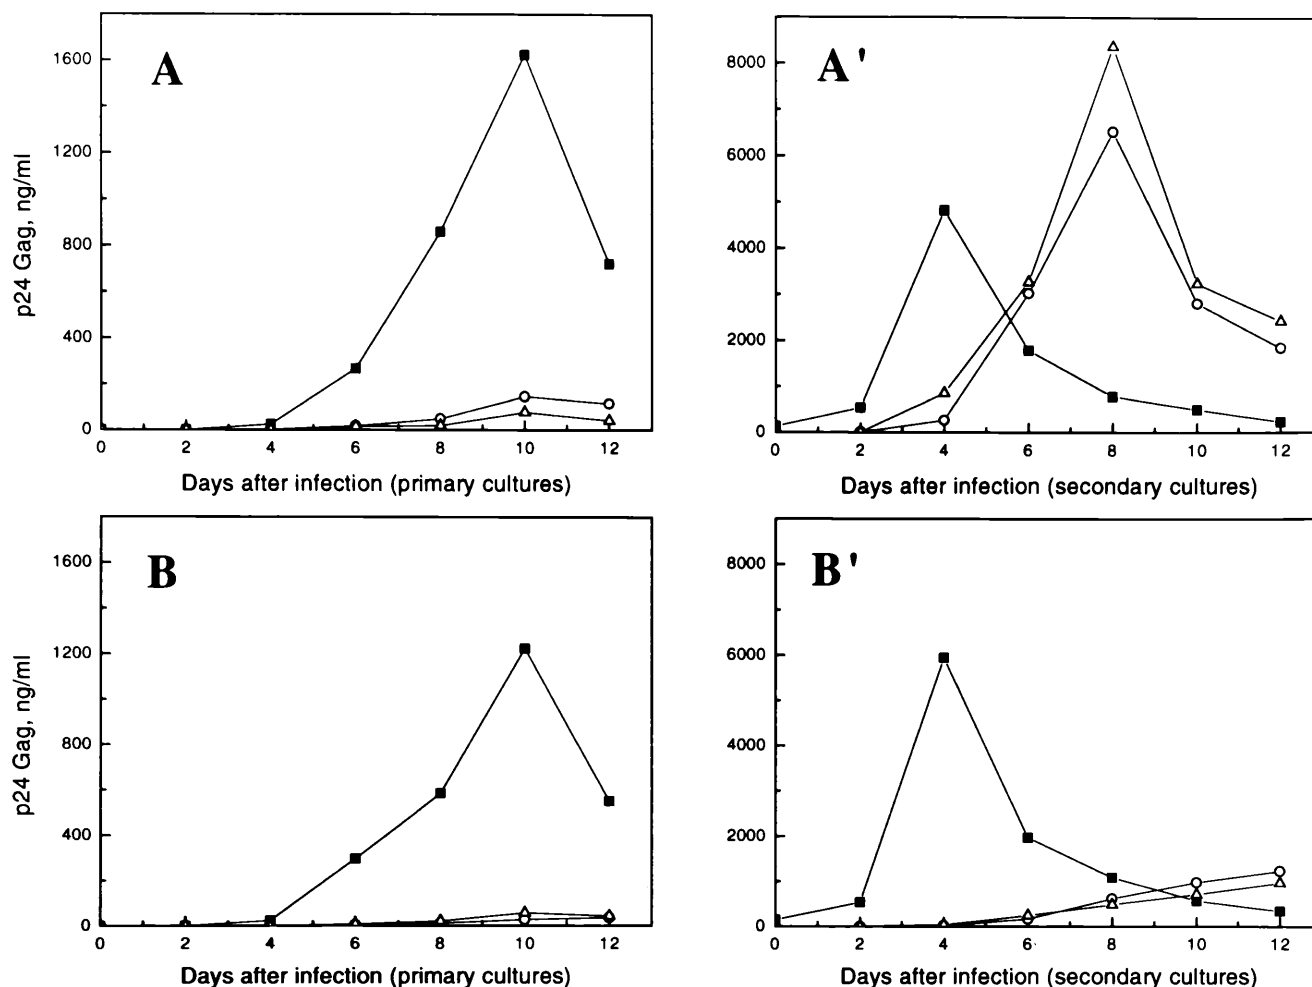 A
p24 Gag, ng/ml
1600
1200
800
400
0
0 2 4 6 8 10 12
Days after infection (primary cultures)
A'
8000
6000
4000
2000
0
0 2 4 6 8 10 12
Days after infection (secondary cultures)
B
p24 Gag, ng/ml
1600
1200
800
400
0
0 2 4 6 8 10 12
Days after infection (primary cultures)
B'
8000
6000
4000
2000
0
0 2 4 6 8 10 12
Days after infection (secondary cultures)